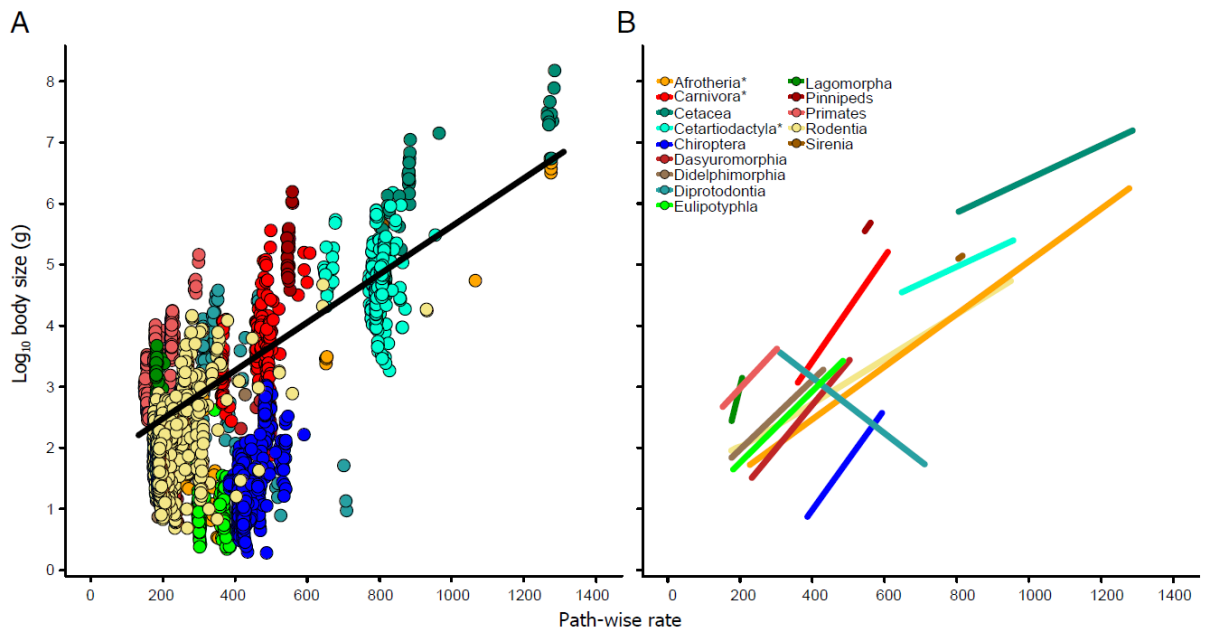 A
B
Log10 body size (g)
8
7
6
5
4
3
2
1
0
0 200 400 600 800 1000 1200 1400
Afrotheria*
Carnivora*
Cetacea
Cetartiodactyla*
Chiroptera
Dasyuromorphia
Didelphimorphia
Diprotodontia
Eulipotyphla
Lagomorpha
Pinnipeds
Primates
Rodentia
Sirenia
0 200 400 600 800 1000 1200 1400
Path-wise rate